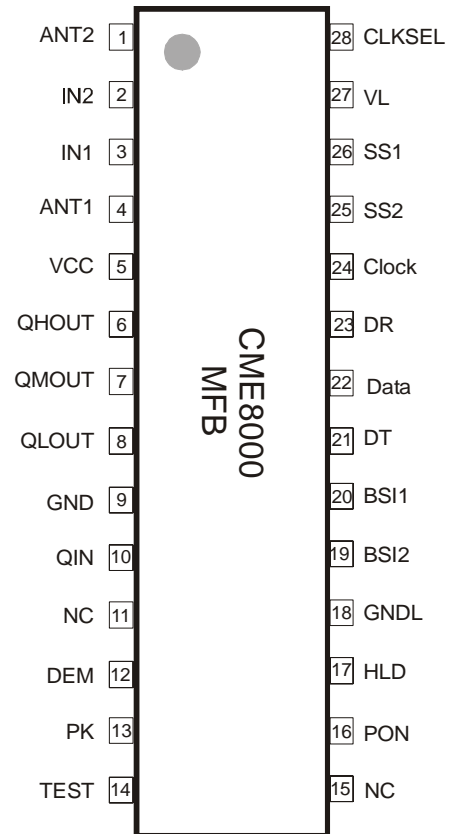 ANT2 1 28 CLKSEL
IN2 2 27 VL
IN1 3 26 SS1
ANT1 4 25 SS2
VCC 5 24 Clock
QHOUT 6 23 DR
QMOUT 7 22 Data
QLOUT 8 21 DT
GND 9 20 BSI1
QIN 10 19 BSI2
NC 11 18 GNDL
DEM 12 17 HLD
PK 13 16 PON
TEST 14 15 NC
CME8000
MFB